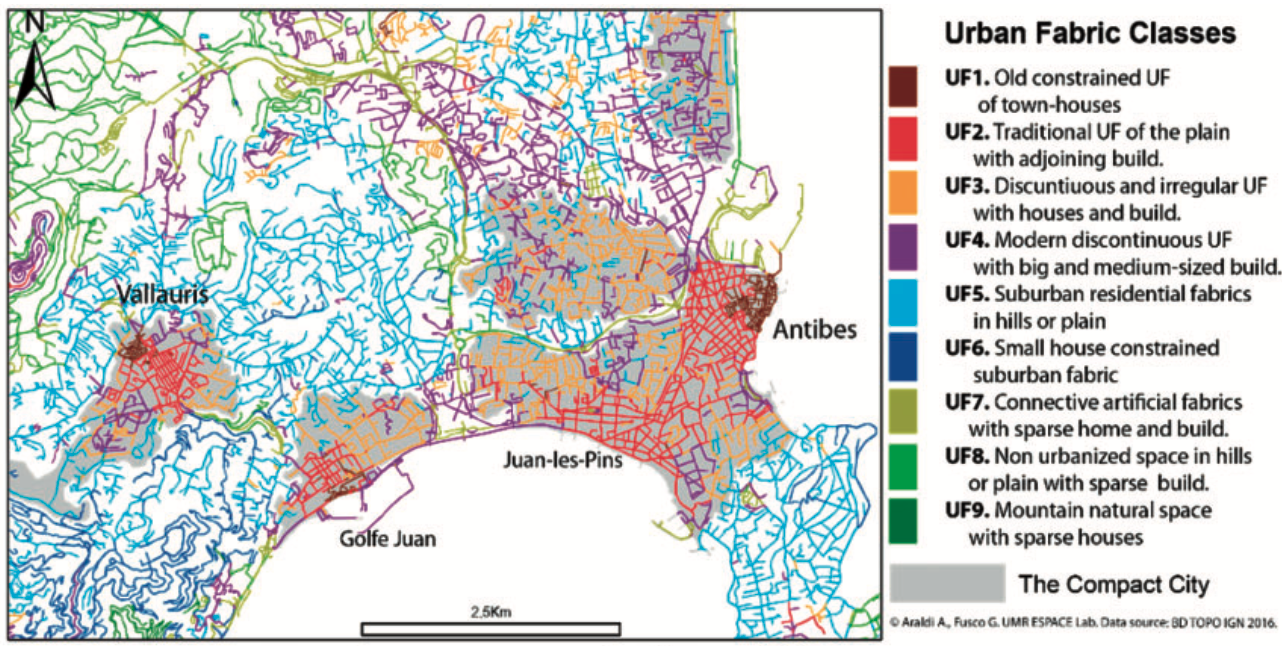 N
Vallauris
Antibes
Juan-les-Pins
Golfe Juan
2,5Km
Urban Fabric Classes
UF1. Old constrained UF
of town-houses
UF2. Traditional UF of the plain
with adjoining build.
UF3. Discuntiuous and irregular UF
with houses and build.
UF4. Modern discontinuous UF
with big and medium-sized build.
UF5. Suburban residential fabrics
in hills or plain
UF6. Small house constrained
suburban fabric
UF7. Connective artificial fabrics
with sparse home and build.
UF8. Non urbanized space in hills
or plain with sparse build.
UF9. Mountain natural space
with sparse houses
The Compact City
© Araldi A., Fusco G. UMR ESPACE Lab. Data source: BD TOPO IGN 2016.